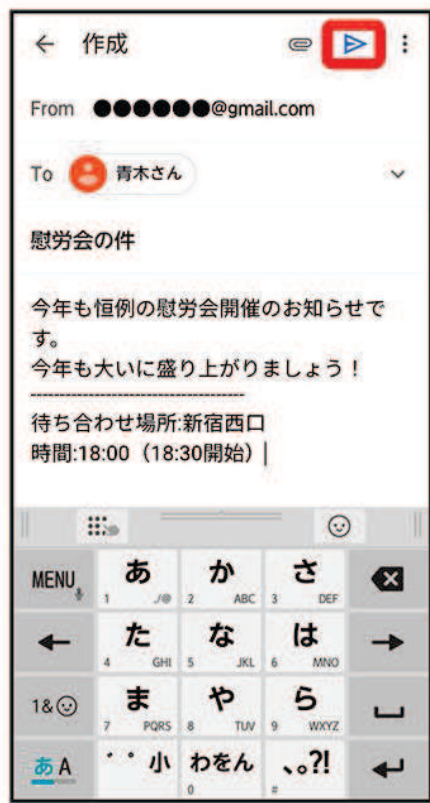 作成
From ●●●●●●@gmail.com
To 青木さん
慰労会の件
今年も恒例の慰労会開催のお知らせで
す。
今年も大いに盛り上がりましょう！
------------------------------------
待ち合わせ場所:新宿西口
時間:18:00（18:30開始）
MENU あ か さ
1 ./@ 2 ABC 3 DEF
た な は
4 GHI 5 JKL 6 MNO
1& ま や ら
7 PQRS 8 TUV 9 WXYZ
あA ゛゜小 わをん 、。?!
0 #